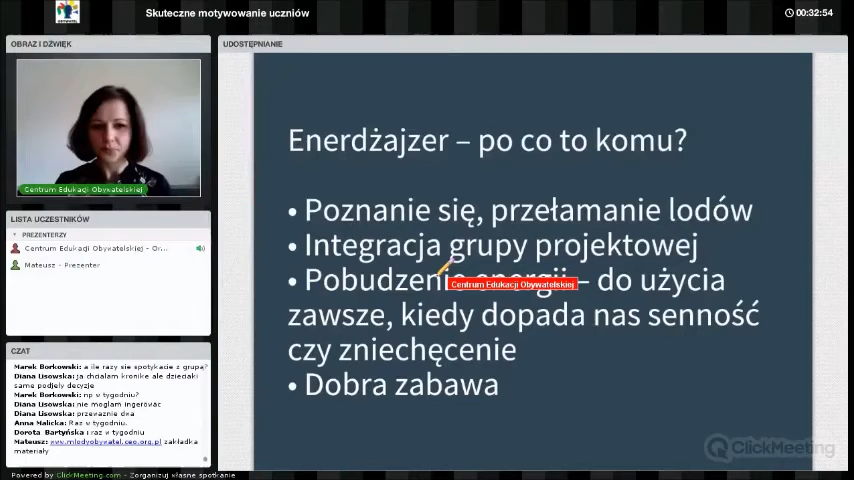 Skuteczne motywowanie uczniów
00:32:54
OBRAZ I DŹWIĘK
Centrum Edukacji Obywatelskiej
LISTA UCZESTNIKÓW
PREZENTERZY
Centrum Edukacji Obywatelskiej - Or...
Mateusz - Prezenter
CZAT
Marek Borkowski: a ile razy sie spotykacie z grupą?
Diana Lisowska: ja chcialam kronike ale dzieciaki
same podjely decyzje
Marek Borkowski: np w tygodniu?
Diana Lisowska: nie moglam ingerować
Diana Lisowska: przewaznie dwa
Anna Malicka: Raz w tygodniu.
Dorota Bartyńska: raz w tygodniu
Mateusz: www.mlodyobywatel.ceo.org.pl zakładka
materiały
UDOSTĘPNIANIE
Enerdżajzer – po co to komu?
• Poznanie się, przełamanie lodów
• Integracja grupy projektowej
• Pobudzenie energii – do użycia
Centrum Edukacji Obywatelskiej
zawsze, kiedy dopada nas senność
czy zniechęcenie
• Dobra zabawa
ClickMeeting
Powered by ClickMeeting.com - Zorganizuj własne spotkanie